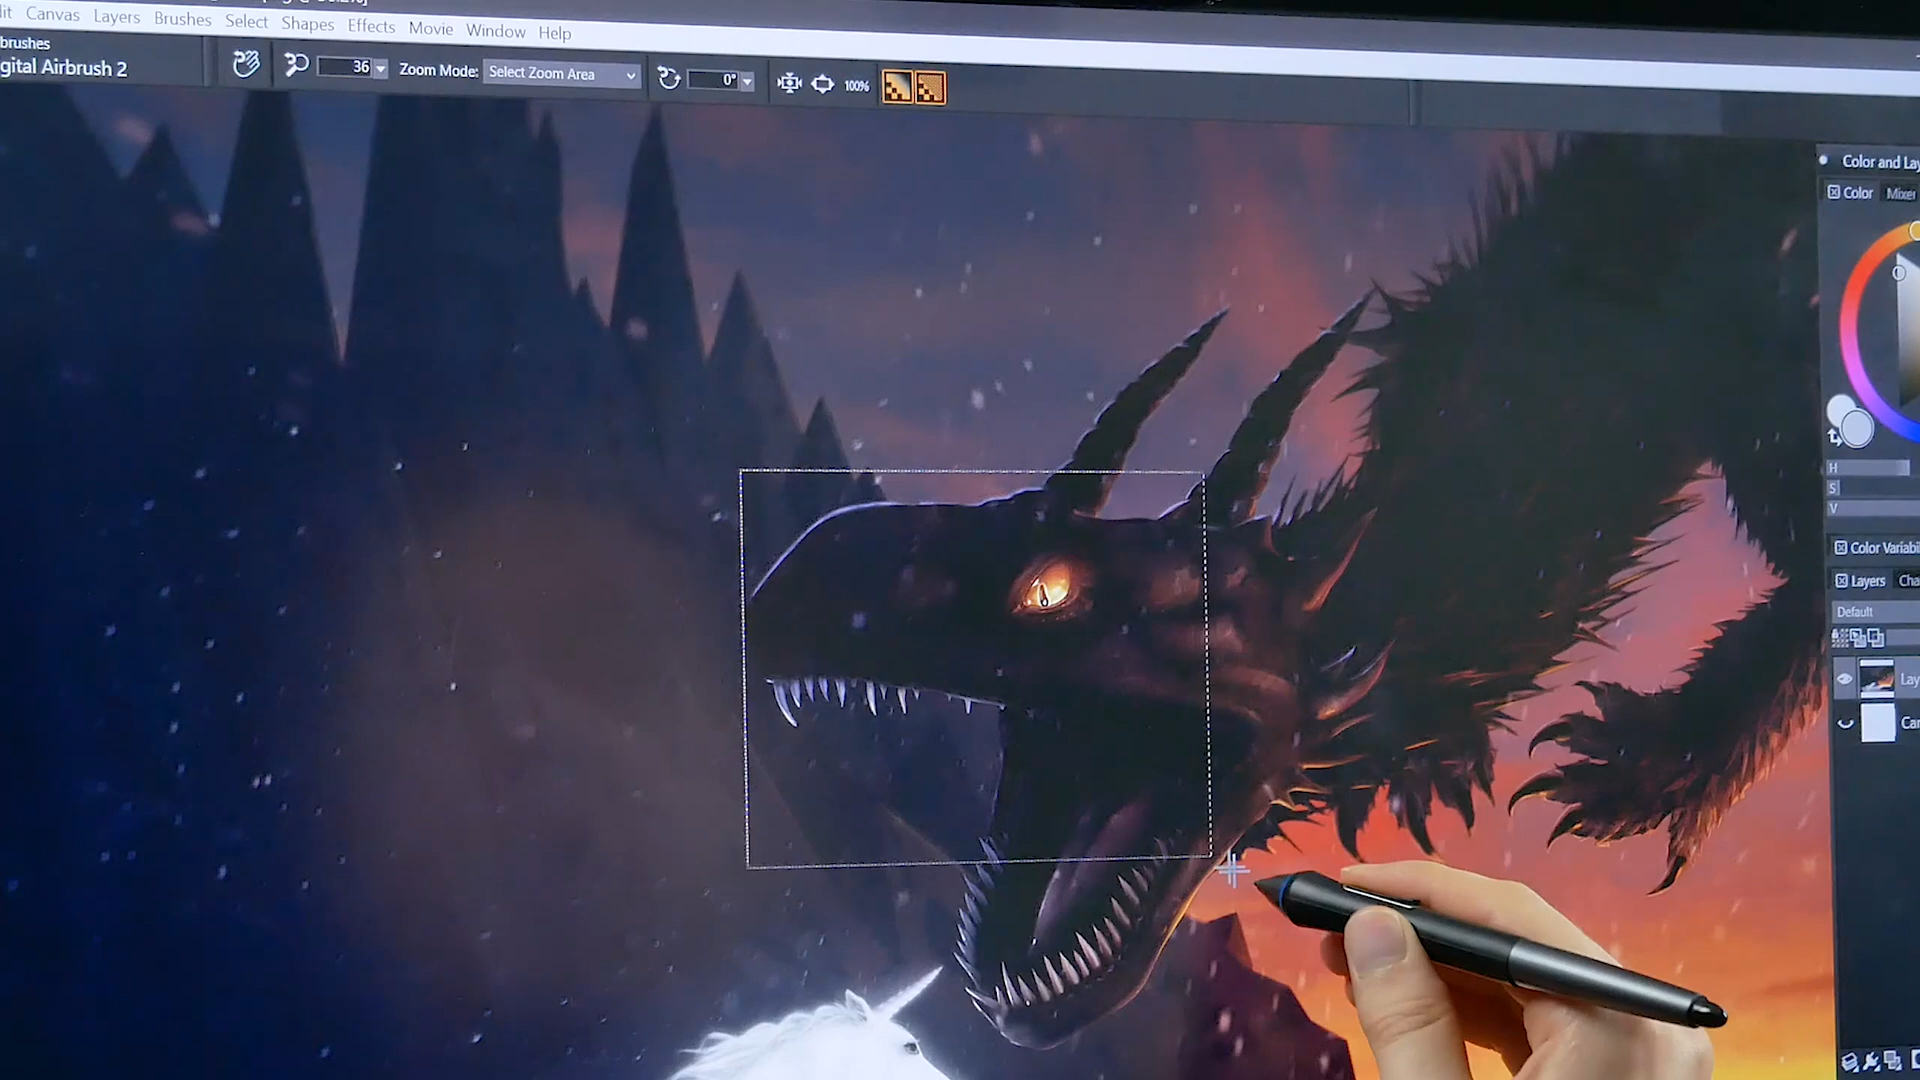 Canvas Layers Brushes Select Shapes Effects Movie Window Help
brushes
gital Airbrush 2
36
Zoom Mode: Select Zoom Area
0°
100%
Color and Lay
Color Mixer
H
S
V
Color Variabi
Layers Cha
Default
Lay
Can